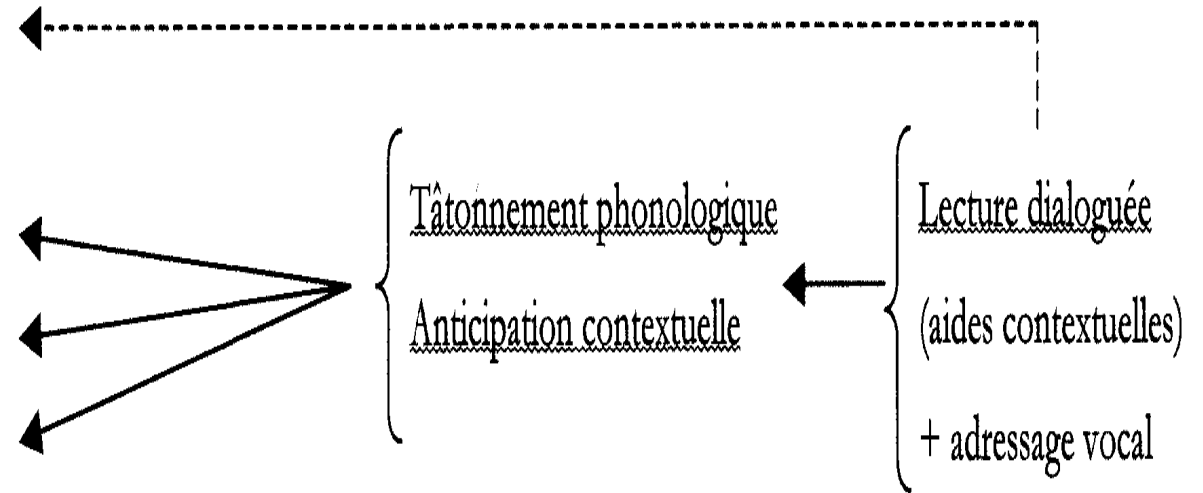 Tâtonnement phonologique
Anticipation contextuelle
Lecture dialoguée
(aides contextuelles)
+ adressage vocal